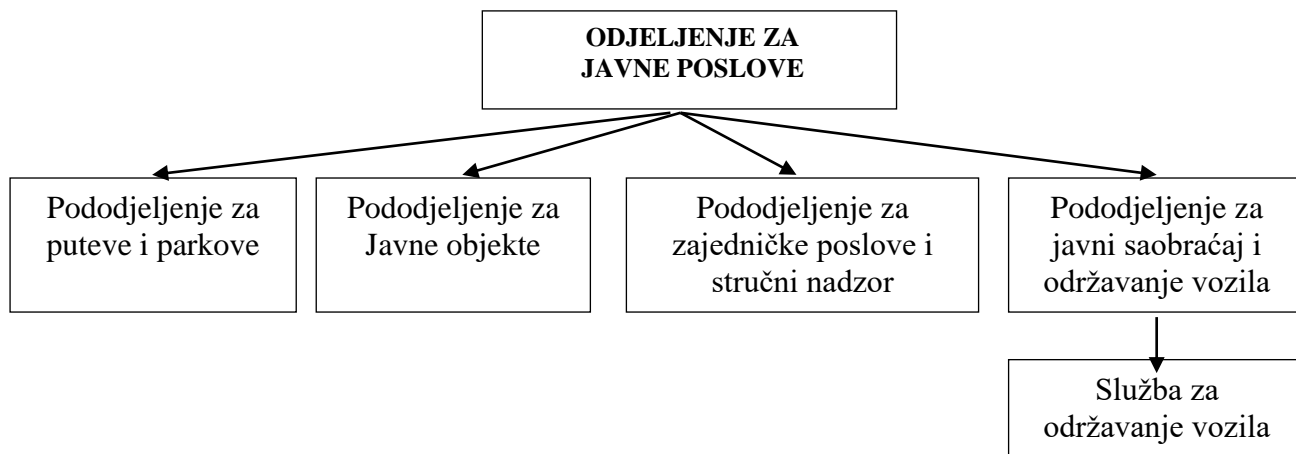 ODJELJENJE ZA
JAVNE POSLOVE
Pododjeljenje za
puteve i parkove
Pododjeljenje za
Javne objekte
Pododjeljenje za
zajedničke poslove i
stručni nadzor
Pododjeljenje za
javni saobraćaj i
održavanje vozila
Služba za
održavanje vozila